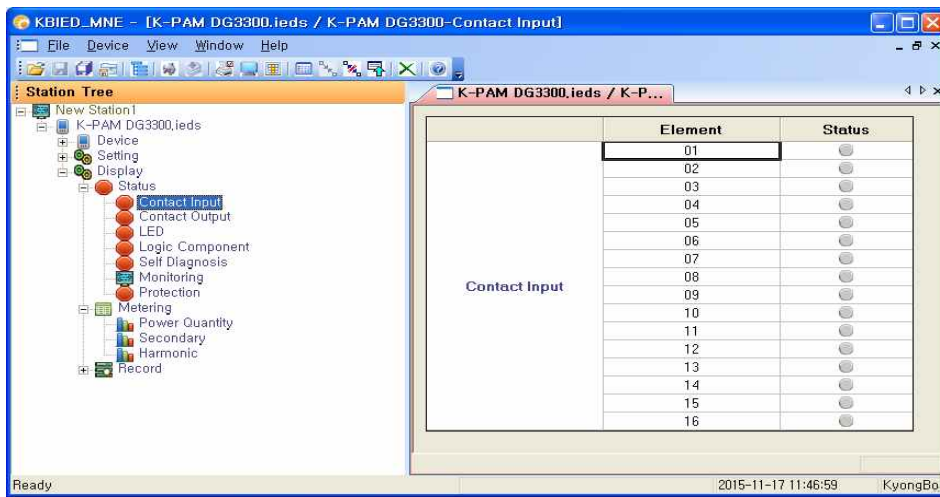 KBIED_MNE - [K-PAM DG3300.ieds / K-PAM DG3300-Contact Input]
File Device View Window Help
Station Tree
New Station1
K-PAM DG3300.ieds
Device
Setting
Display
Status
Contact Input
Contact Output
LED
Logic Component
Self Diagnosis
Monitoring
Protection
Metering
Power Quantity
Secondary
Harmonic
Record
K-PAM DG3300.ieds / K-P...
Element Status
Contact Input
01
02
03
04
05
06
07
08
09
10
11
12
13
14
15
16
Ready 2015-11-17 11:46:59 KyongBo